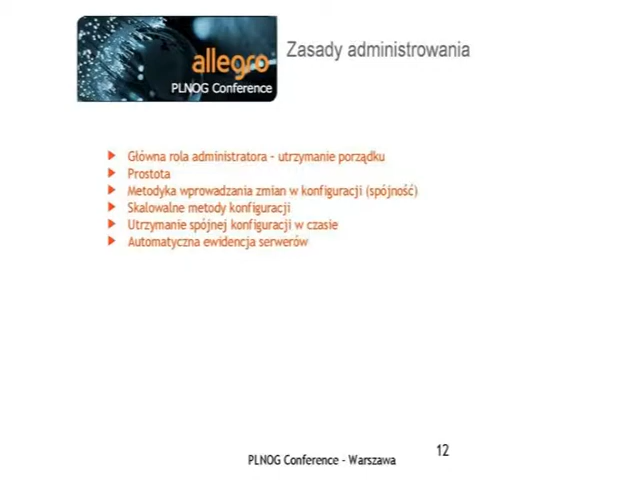 allegro
PLNOG Conference
Zasady administrowania
Główna rola administratora - utrzymanie porządku
Prostota
Metodyka wprowadzania zmian w konfiguracji (spójność)
Skalowalne metody konfiguracji
Utrzymanie spójnej konfiguracji w czasie
Automatyczna ewidencja serwerów
12
PLNOG Conference - Warszawa